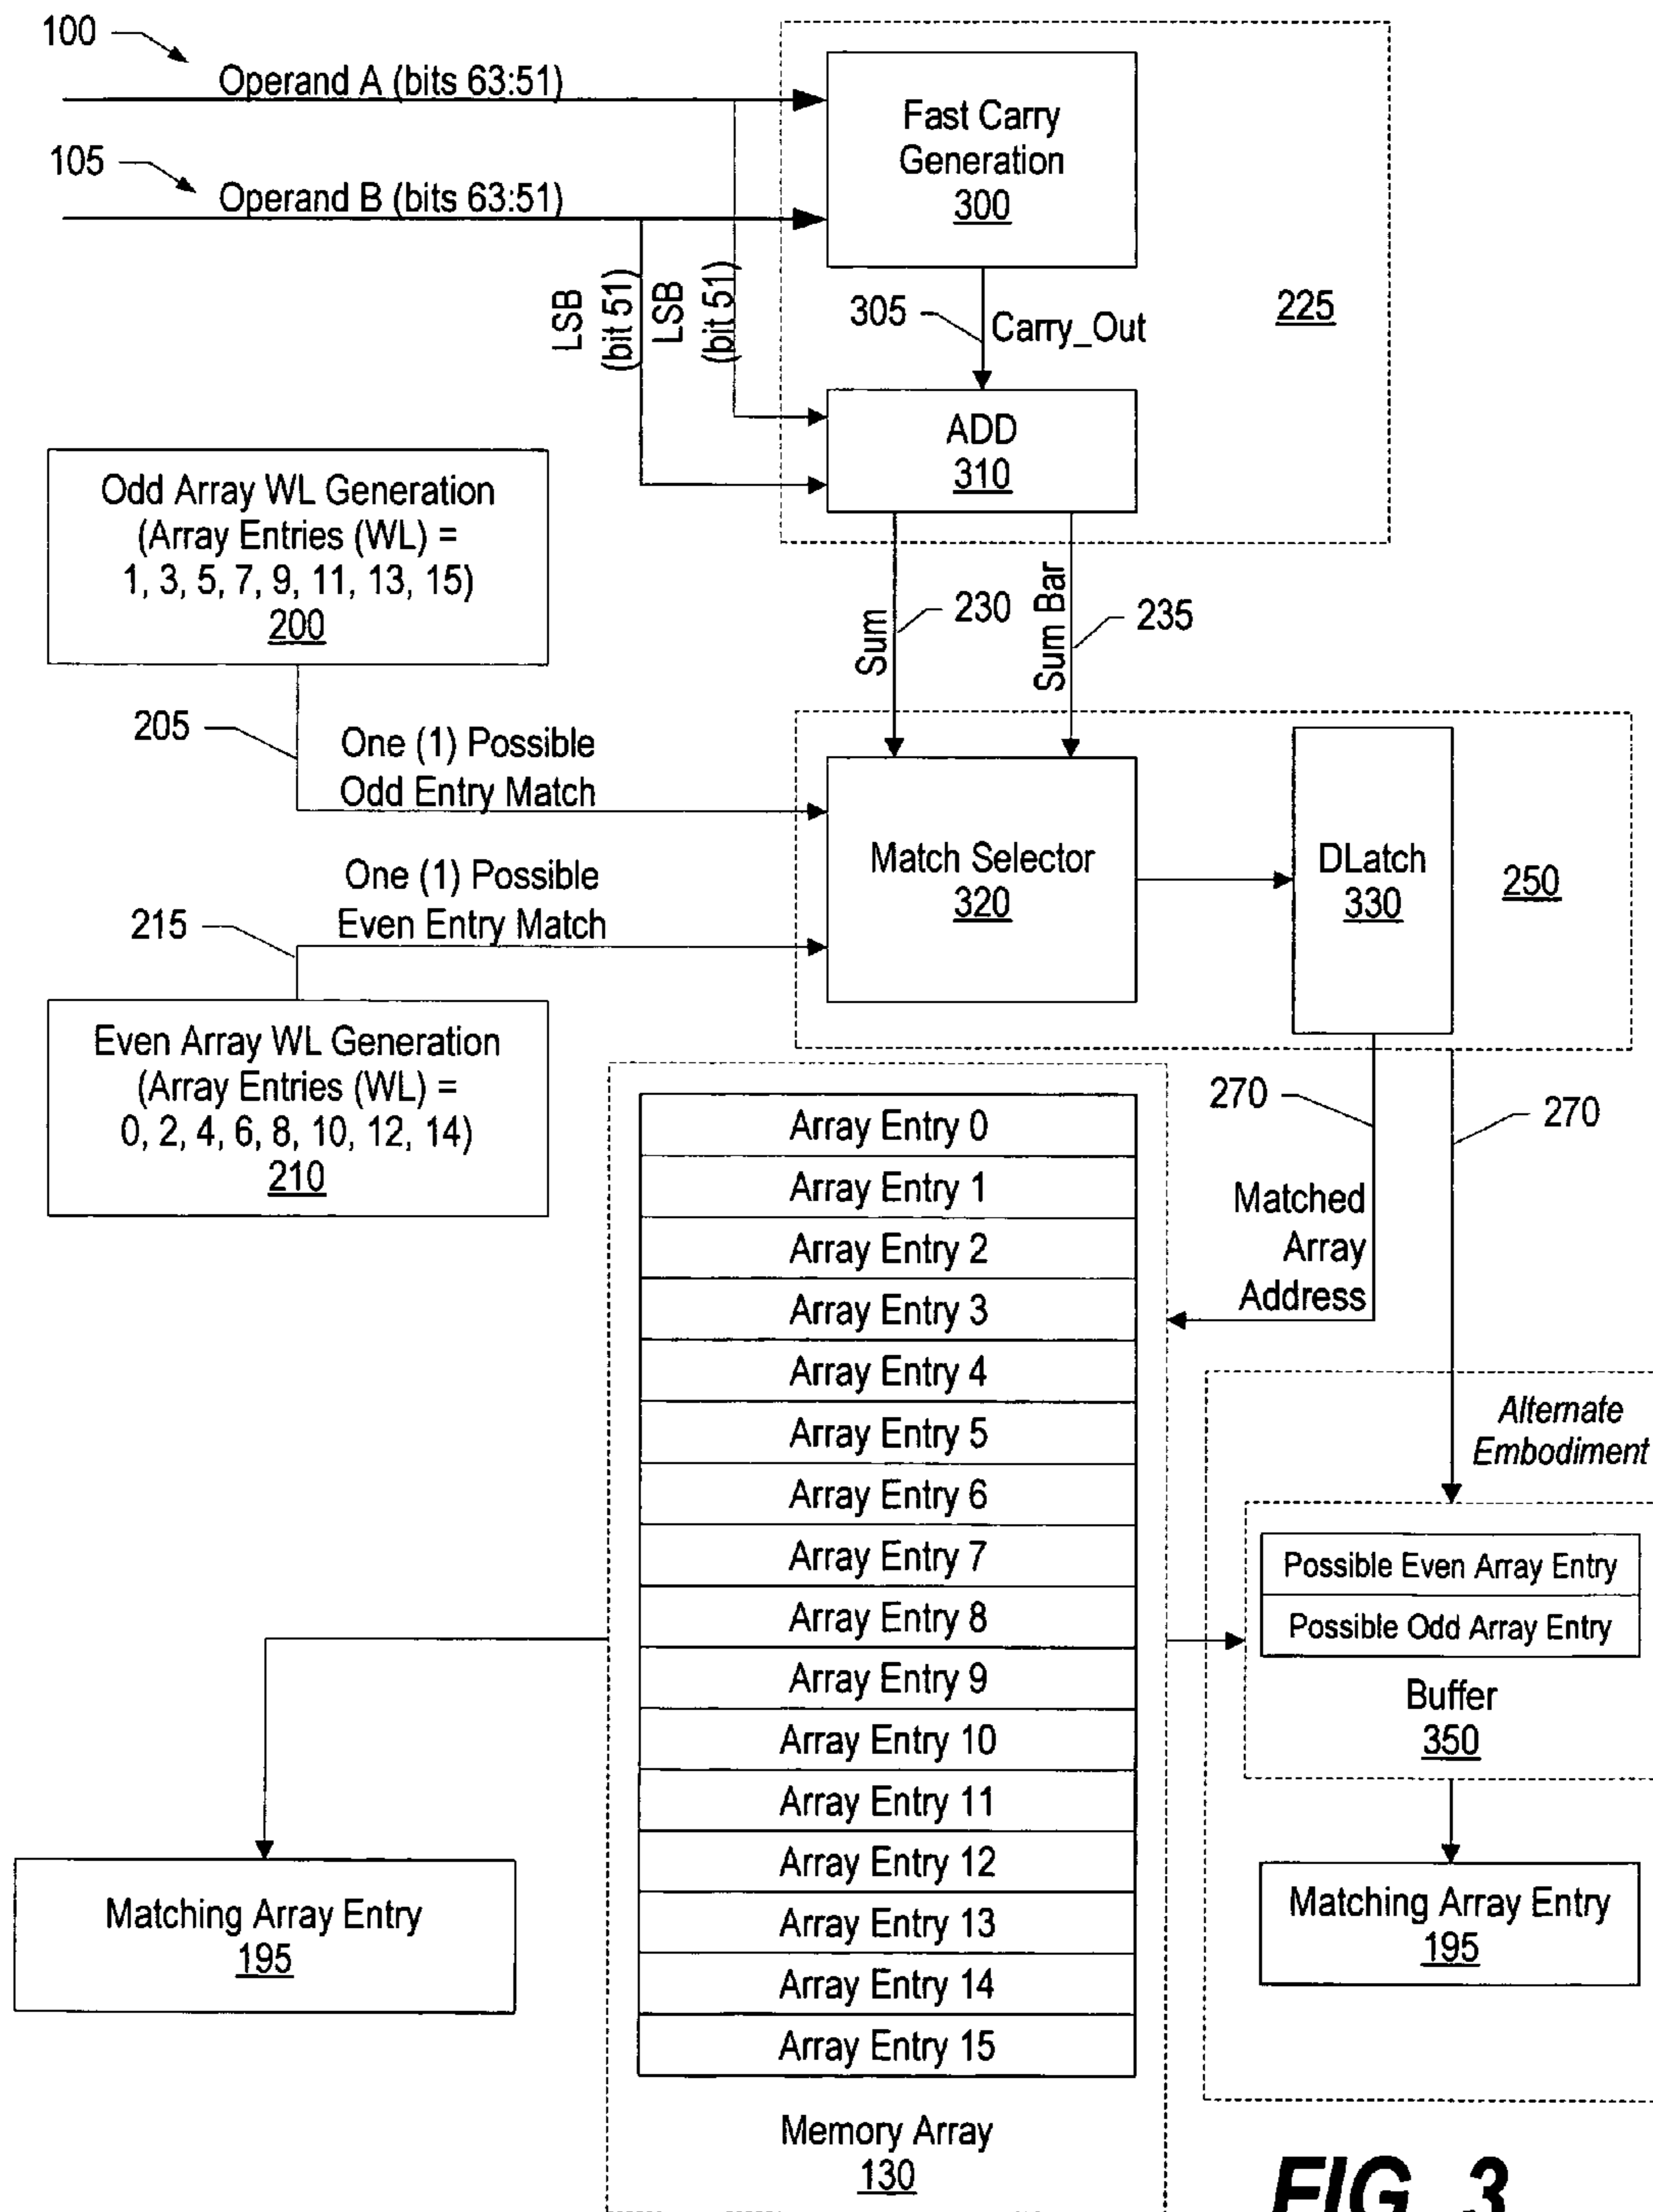 100
Operand A (bits 63:51)
105
Operand B (bits 63:51)
Fast Carry
Generation
300
LSB
(bit 51)
LSB
(bit 51)
305
Carry_Out
225
ADD
310
Odd Array WL Generation
(Array Entries (WL) =
1, 3, 5, 7, 9, 11, 13, 15)
200
Sum
230
Sum Bar
235
205
One (1) Possible
Odd Entry Match
Match Selector
320
DLatch
330
250
One (1) Possible
Even Entry Match
215
Even Array WL Generation
(Array Entries (WL) =
0, 2, 4, 6, 8, 10, 12, 14)
210
270
270
Matched
Array
Address
Array Entry 0
Array Entry 1
Array Entry 2
Array Entry 3
Array Entry 4
Array Entry 5
Array Entry 6
Array Entry 7
Array Entry 8
Array Entry 9
Array Entry 10
Array Entry 11
Array Entry 12
Array Entry 13
Array Entry 14
Array Entry 15
Memory Array
130
Alternate
Embodiment
Possible Even Array Entry
Possible Odd Array Entry
Buffer
350
Matching Array Entry
195
Matching Array Entry
195
FIG. 3